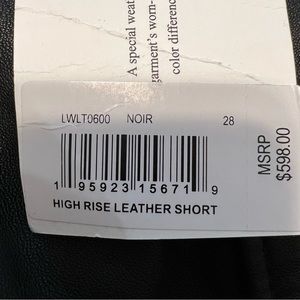 A special weat
garment's worn-
color differenc
LWLT0600 NOIR 28
1 95923 15671 9
HIGH RISE LEATHER SHORT
MSRP
$598.00